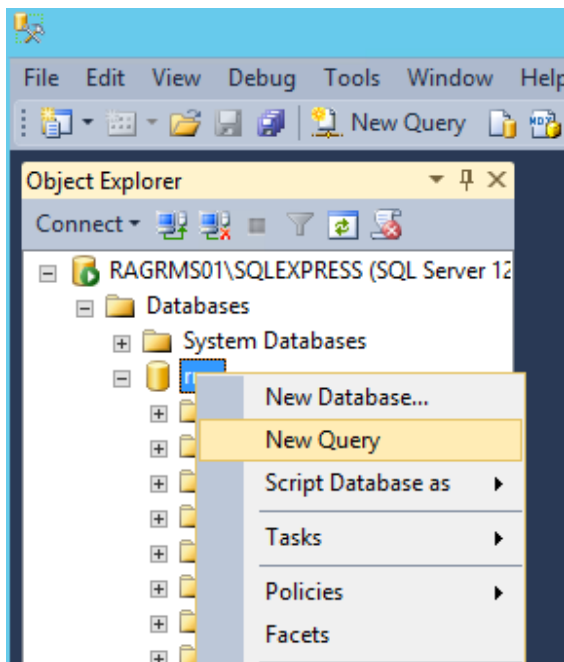 File Edit View Debug Tools Window Help
New Query
Object Explorer
Connect
RAGRMS01\SQLEXPRESS (SQL Server 12
Databases
System Databases
New Database...
New Query
Script Database as
Tasks
Policies
Facets